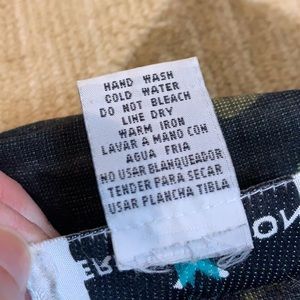 HAND WASH
COLD WATER
DO NOT BLEACH
LINE DRY
WARM IRON
LAVAR A MANO CON
AGUA FRIA
NO USAR BLANQUEADOR
TENDER PARA SECAR
USAR PLANCHA TIBLA